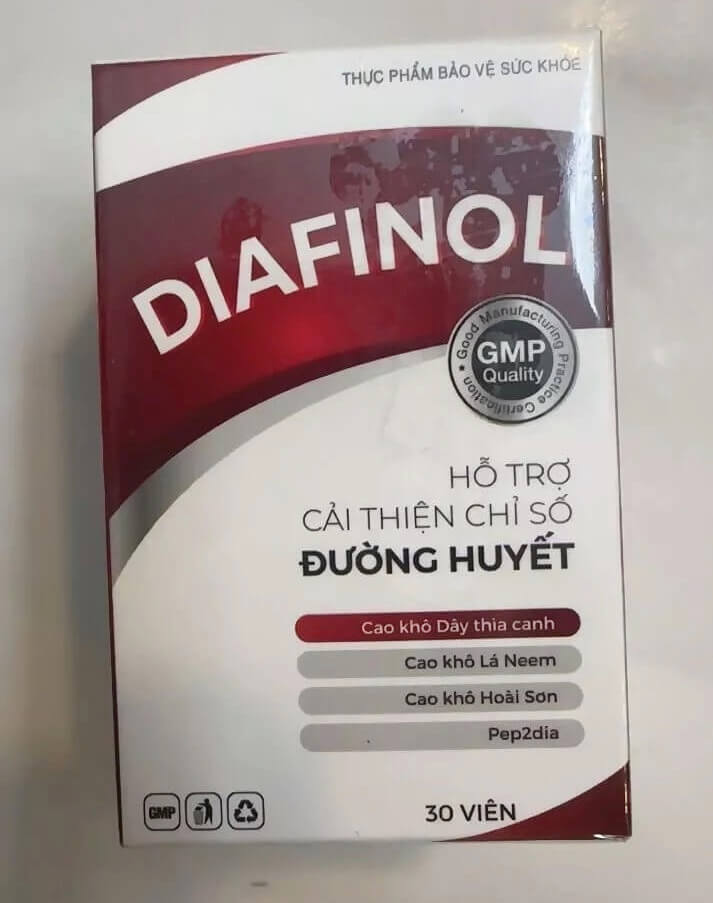 THỰC PHẨM BẢO VỆ SỨC KHỎE
DIAFINOL
Good Manufacturing Practice Certification
GMP
Quality
HỖ TRỢ
CẢI THIỆN CHỈ SỐ
ĐƯỜNG HUYẾT
Cao khô Dây thìa canh
Cao khô Lá Neem
Cao khô Hoài Sơn
Pep2dia
GMP
30 VIÊN